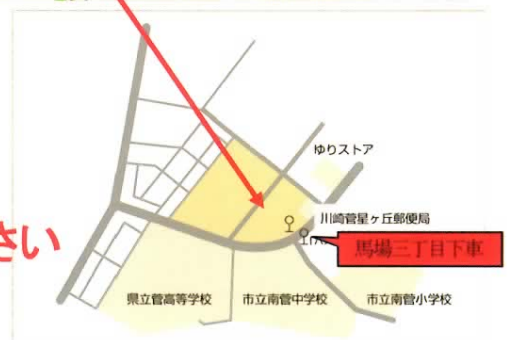 ゆりストア
川崎菅星ヶ丘郵便局
さい
馬場三丁目下車
県立菅高等学校
市立南菅中学校
市立南菅小学校